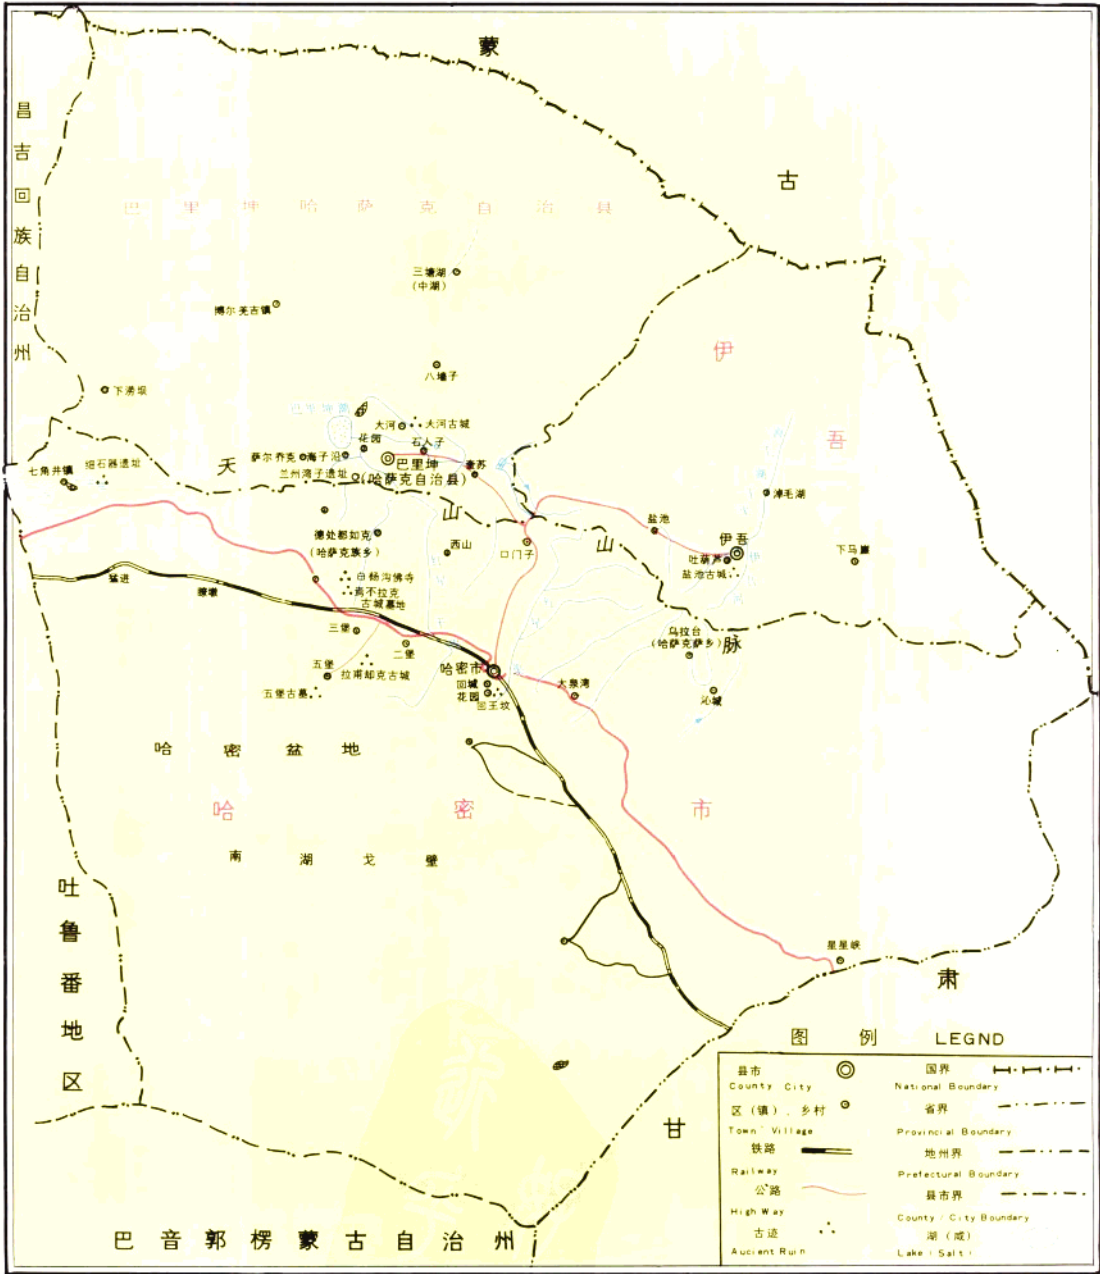 蒙
古
昌吉回族自治州
巴里坤哈萨克自治县
三塘湖
(中湖)
博尔羌吉镇
伊
吾
八墙子
下涝坝
巴里坤湖
大河
大河古城
花园
石人子
萨尔乔克
海子沿
巴里坤
(哈萨克自治县)
奎苏
兰州湾子遗址
七角井镇
细石器遗址
天
山
山
脉
淖毛湖
盐池
伊吾
吐葫芦
盐池古城
下马崖
德外都如克
(哈萨克族乡)
西山
口门子
猛进
瞭墩
白杨沟佛寺
焉不拉克
古城墓地
三堡
二堡
五堡
拉甫却克古城
五堡古墓
哈密市
回城
花园
回王坟
大泉湾
乌拉台
(哈萨克萨乡)
沁城
哈密盆地
哈密市
南湖戈壁
吐鲁番地区
星星峡
肃
甘
巴音郭楞蒙古自治州
图例 LEGND
县市
County City
国界
National Boundary
区(镇)、乡村
Town Village
省界
Provincial Boundary
铁路
Railway
地州界
Prefectural Boundary
公路
High Way
县市界
County / City Boundary
古迹
Aucient Ruin
湖(咸)
Lake (Salt)